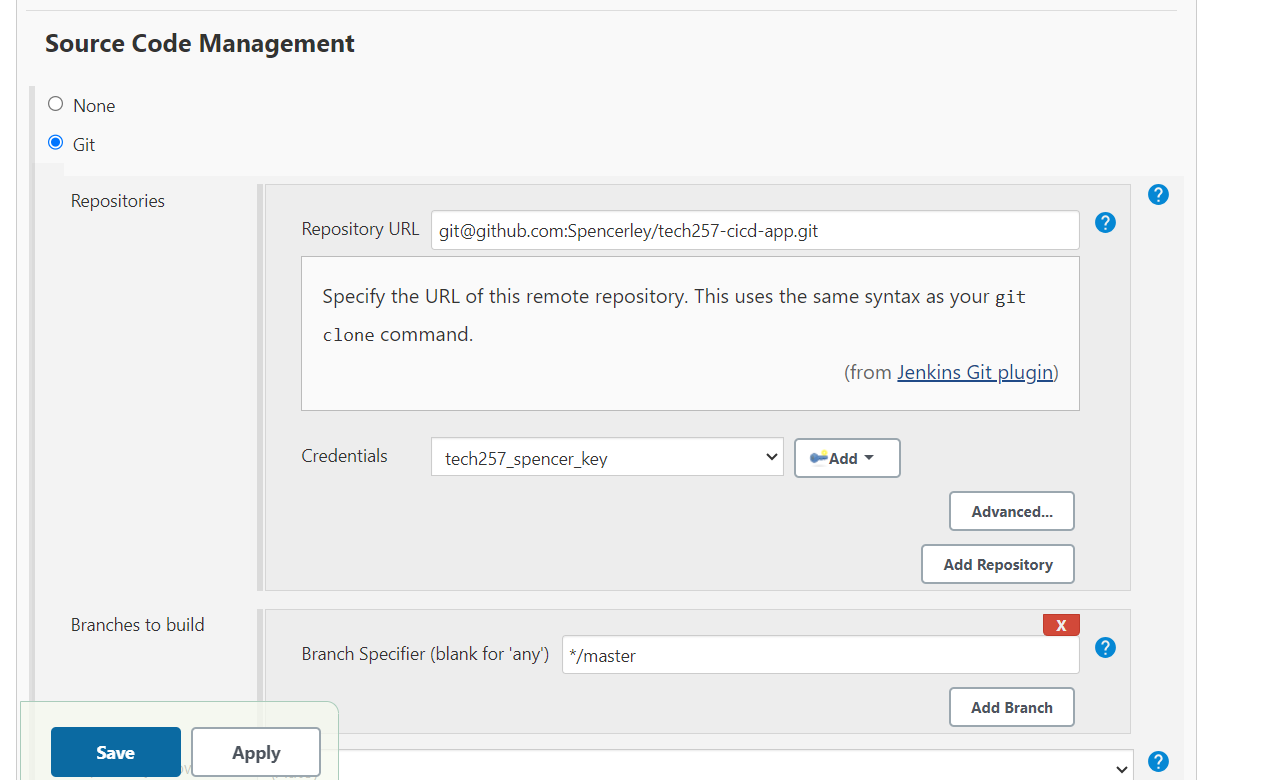 Source Code Management
None
Git
Repositories
?
Repository URL
git@github.com:Spencerley/tech257-cicd-app.git
?
Specify the URL of this remote repository. This uses the same syntax as your git
clone command.
(from Jenkins Git plugin)
Credentials
tech257_spencer_key
Add
Advanced...
Add Repository
Branches to build
X
Branch Specifier (blank for 'any')
*/master
?
Add Branch
Save
Apply
?